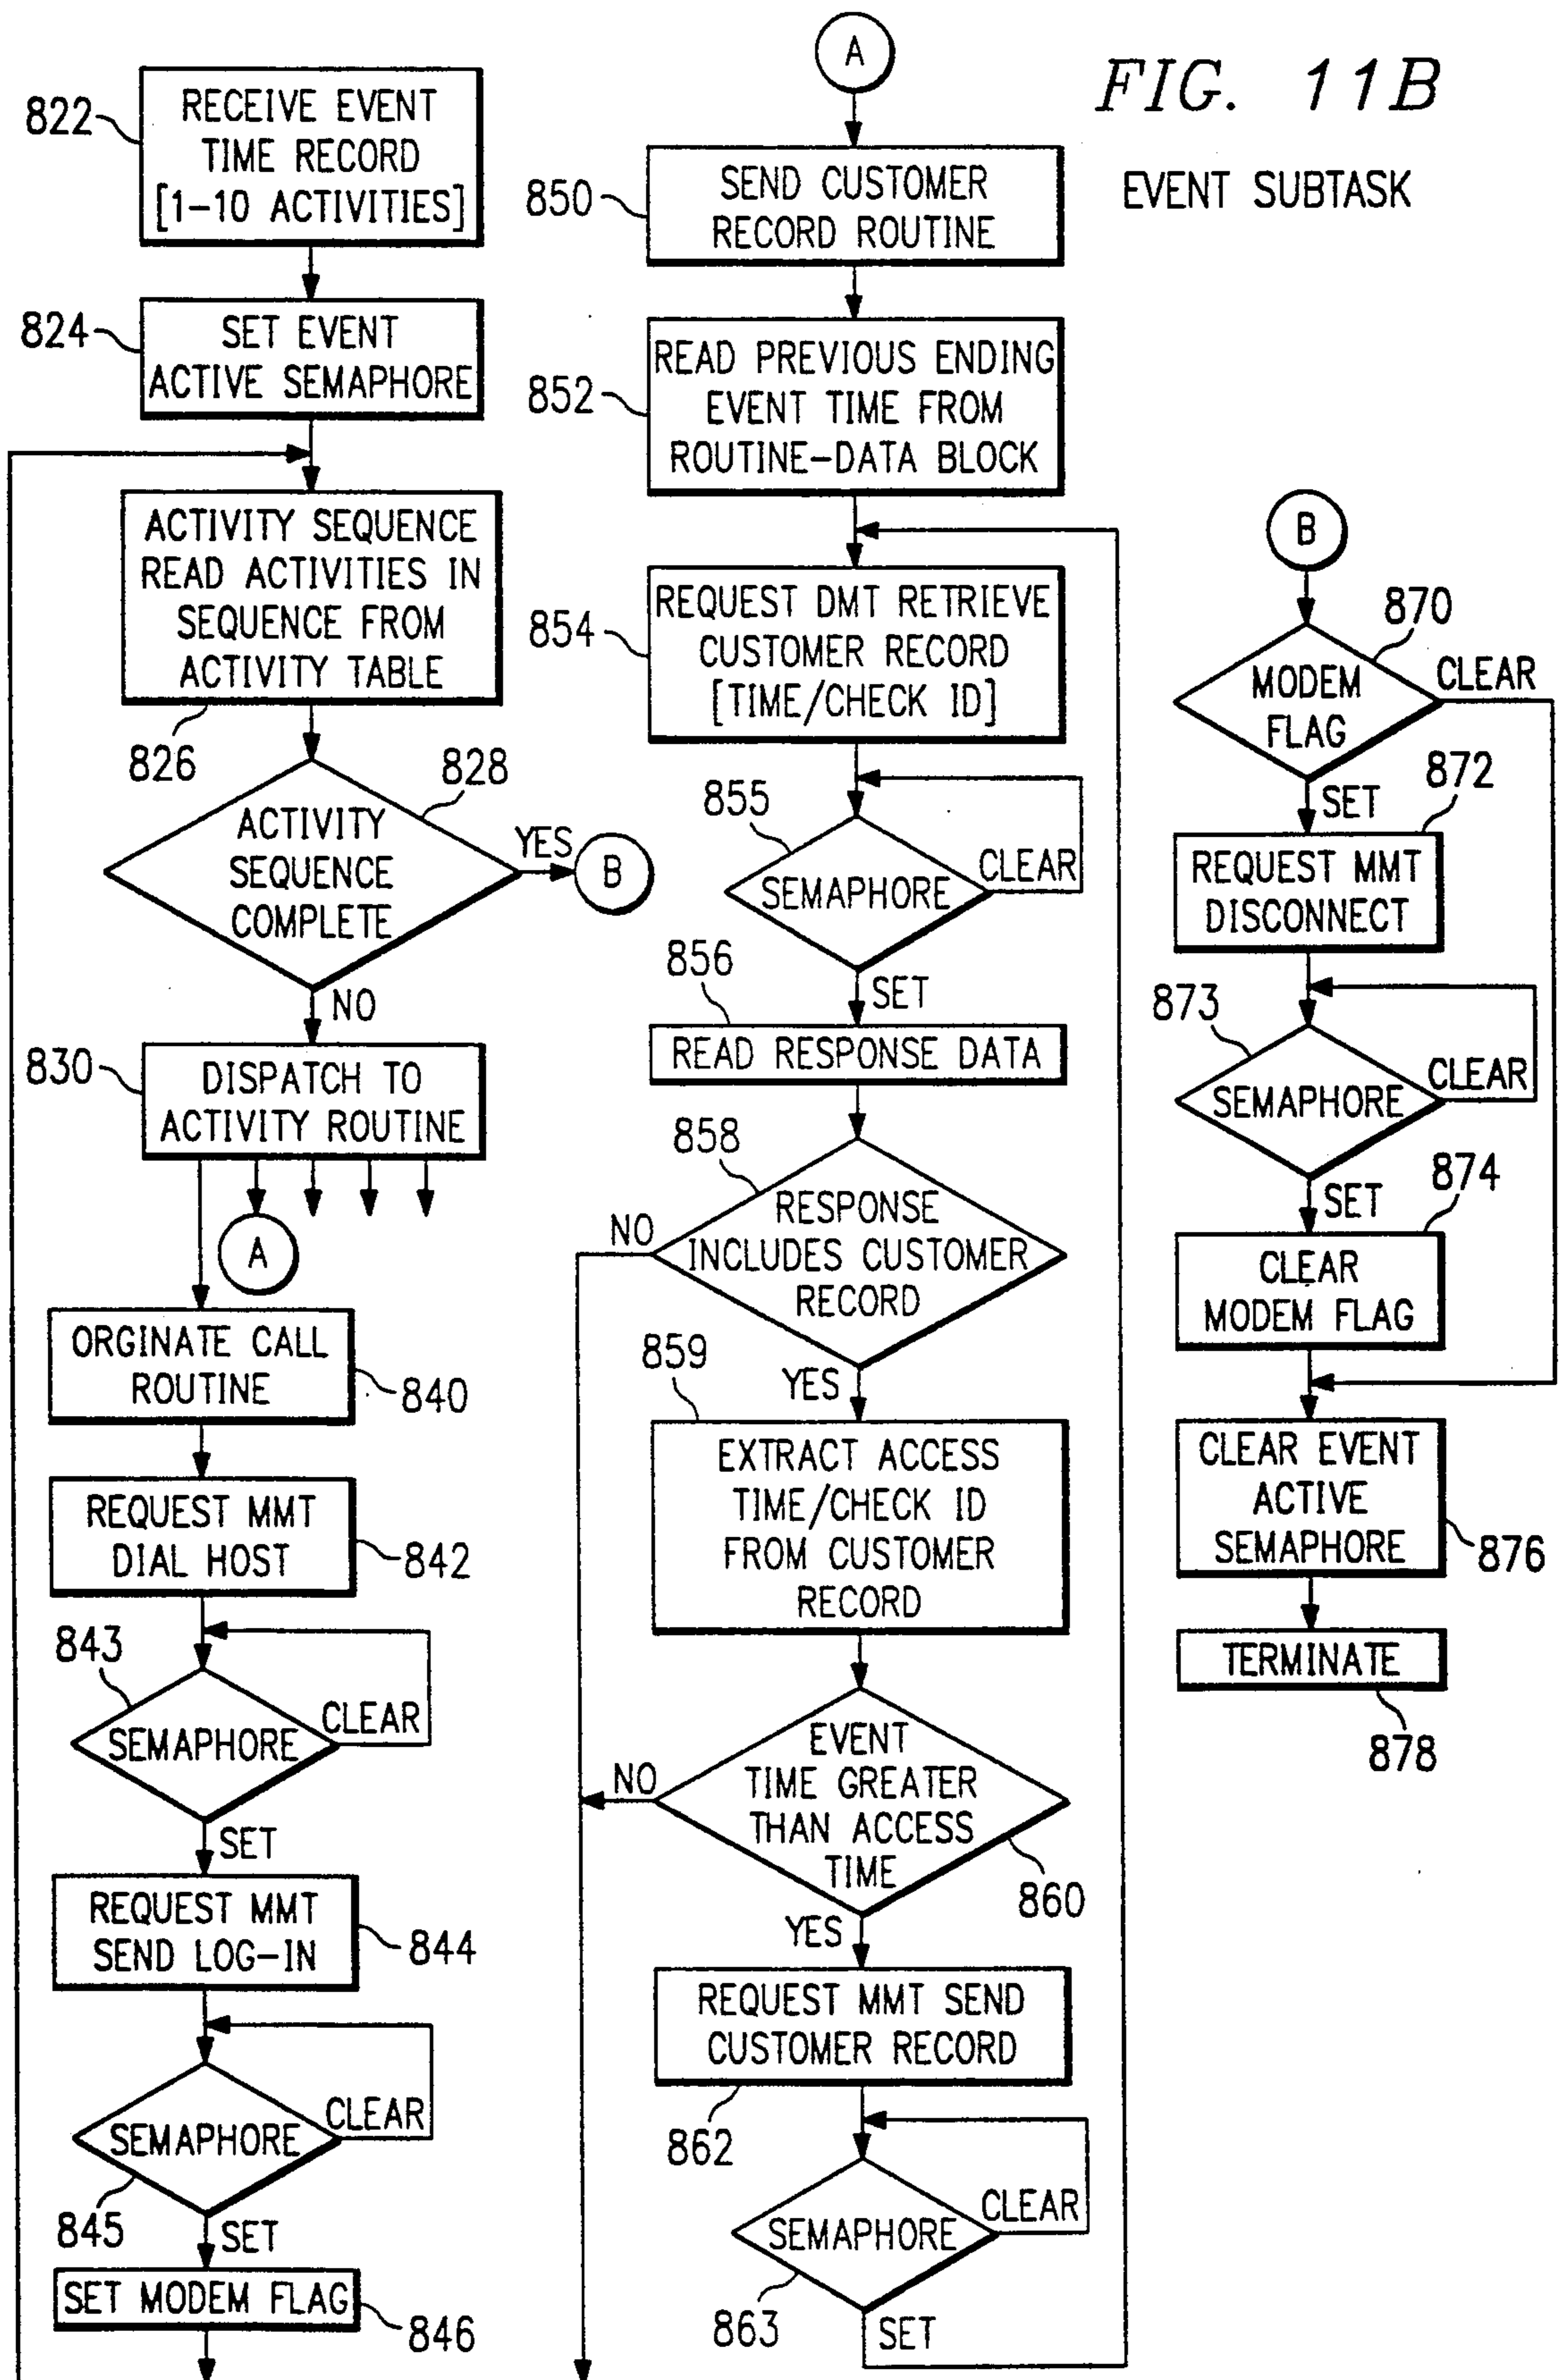 FIG. 11B
EVENT SUBTASK
822
RECEIVE EVENT
TIME RECORD
[1-10 ACTIVITIES]
824
SET EVENT
ACTIVE SEMAPHORE
ACTIVITY SEQUENCE
READ ACTIVITIES IN
SEQUENCE FROM
ACTIVITY TABLE
826
828
ACTIVITY
SEQUENCE
COMPLETE
YES
B
NO
830
DISPATCH TO
ACTIVITY ROUTINE
A
ORGINATE CALL
ROUTINE
840
REQUEST MMT
DIAL HOST
842
843
SEMAPHORE
CLEAR
SET
REQUEST MMT
SEND LOG-IN
844
SEMAPHORE
CLEAR
845
SET
SET MODEM FLAG
846
A
850
SEND CUSTOMER
RECORD ROUTINE
852
READ PREVIOUS ENDING
EVENT TIME FROM
ROUTINE-DATA BLOCK
854
REQUEST DMT RETRIEVE
CUSTOMER RECORD
[TIME/CHECK ID]
855
SEMAPHORE
CLEAR
SET
856
READ RESPONSE DATA
858
RESPONSE
INCLUDES CUSTOMER
RECORD
NO
YES
859
EXTRACT ACCESS
TIME/CHECK ID
FROM CUSTOMER
RECORD
EVENT
TIME GREATER
THAN ACCESS
TIME
NO
860
YES
REQUEST MMT SEND
CUSTOMER RECORD
862
SEMAPHORE
CLEAR
863
SET
B
870
MODEM
FLAG
CLEAR
SET
872
REQUEST MMT
DISCONNECT
873
SEMAPHORE
CLEAR
SET
874
CLEAR
MODEM FLAG
CLEAR EVENT
ACTIVE
SEMAPHORE
876
TERMINATE
878